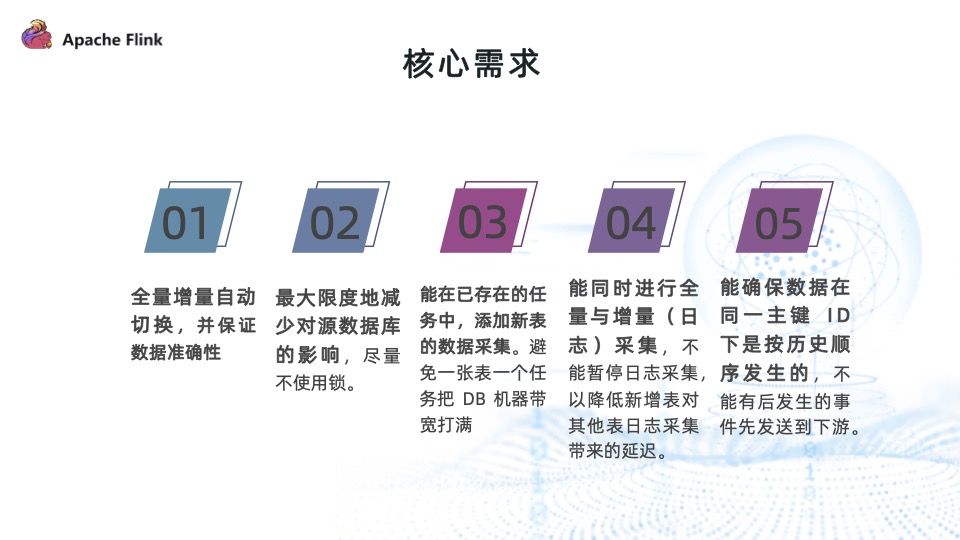 Apache Flink
核心需求
01
全量增量自动
切换，并保证
数据准确性
02
最大限度地减
少对源数据库
的影响，尽量
不使用锁。
03
能在已存在的任
务中，添加新表
的数据采集。避
免一张表一个任
务把 DB 机器带
宽打满
04
能同时进行全
量与增量（日
志）采集，不
能暂停日志采集，
以降低新增表对
其他表日志采集
带来的延迟。
05
能确保数据在
同一主键 ID
下是按历史顺
序发生的，不
能有后发生的事
件先发送到下游。